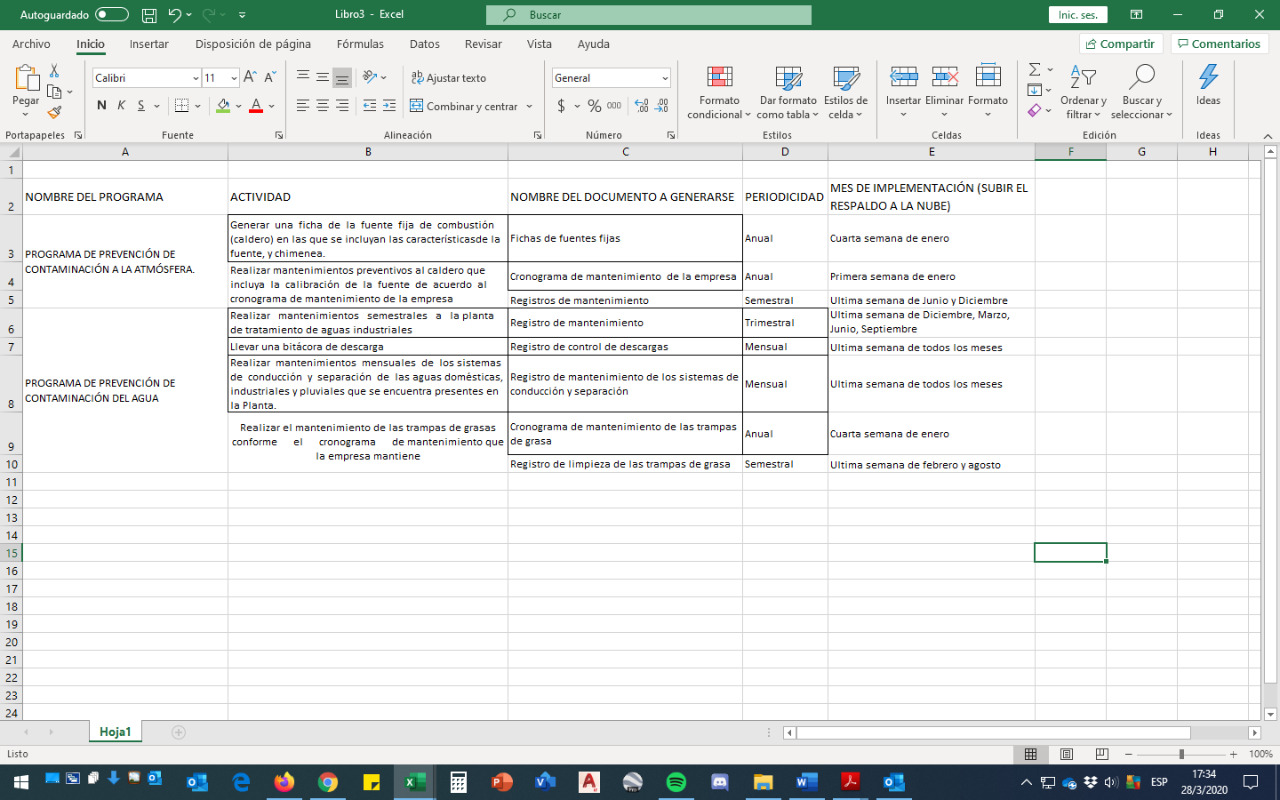 Autoguardado
Libro3 - Excel
Buscar
Inic. ses.
Archivo Inicio Insertar Disposición de página Fórmulas Datos Revisar Vista Ayuda Compartir Comentarios
Pegar
Calibri 11
N K S
Ajustar texto
Combinar y centrar
General
$ % 000
Formato condicional
Dar formato como tabla
Estilos de celda
Insertar Eliminar Formato
Ordenar y filtrar
Buscar y seleccionar
Ideas
Portapapeles Fuente Alineación Número Estilos Celdas Edición Ideas
A B C D E F G H
1
2
NOMBRE DEL PROGRAMA
ACTIVIDAD
NOMBRE DEL DOCUMENTO A GENERARSE
PERIODICIDAD
MES DE IMPLEMENTACIÓN (SUBIR EL
RESPALDO A LA NUBE)
3
PROGRAMA DE PREVENCIÓN DE
CONTAMINACIÓN A LA ATMÓSFERA.
Generar una ficha de la fuente fija de combustión
(caldero) en las que se incluyan las característicasde la
fuente, y chimenea.
Fichas de fuentes fijas
Anual
Cuarta semana de enero
4
Realizar mantenimientos preventivos al caldero que
incluya la calibración de la fuente de acuerdo al
cronograma de mantenimiento de la empresa
Cronograma de mantenimiento de la empresa
Anual
Primera semana de enero
5
Registros de mantenimiento
Semestral
Ultima semana de Junio y Diciembre
6
Realizar mantenimientos semestrales a la planta
de tratamiento de aguas industriales
Registro de mantenimiento
Trimestral
Ultima semana de Diciembre, Marzo,
Junio, Septiembre
7
Llevar una bitácora de descarga
Registro de control de descargas
Mensual
Ultima semana de todos los meses
8
PROGRAMA DE PREVENCIÓN DE
CONTAMINACIÓN DEL AGUA
Realizar mantenimientos mensuales de los sistemas
de conducción y separación de las aguas domésticas,
industriales y pluviales que se encuentra presentes en
la Planta.
Registro de mantenimiento de los sistemas de
conducción y separación
Mensual
Ultima semana de todos los meses
9
Realizar el mantenimiento de las trampas de grasas
conforme el cronograma de mantenimiento que
la empresa mantiene
Cronograma de mantenimiento de las trampas
de grasa
Anual
Cuarta semana de enero
10
Registro de limpieza de las trampas de grasa
Semestral
Ultima semana de febrero y agosto
11
12
13
14
15
16
17
18
19
20
21
22
23
24
Hoja1
Listo
100%
ESP
17:34
28/3/2020